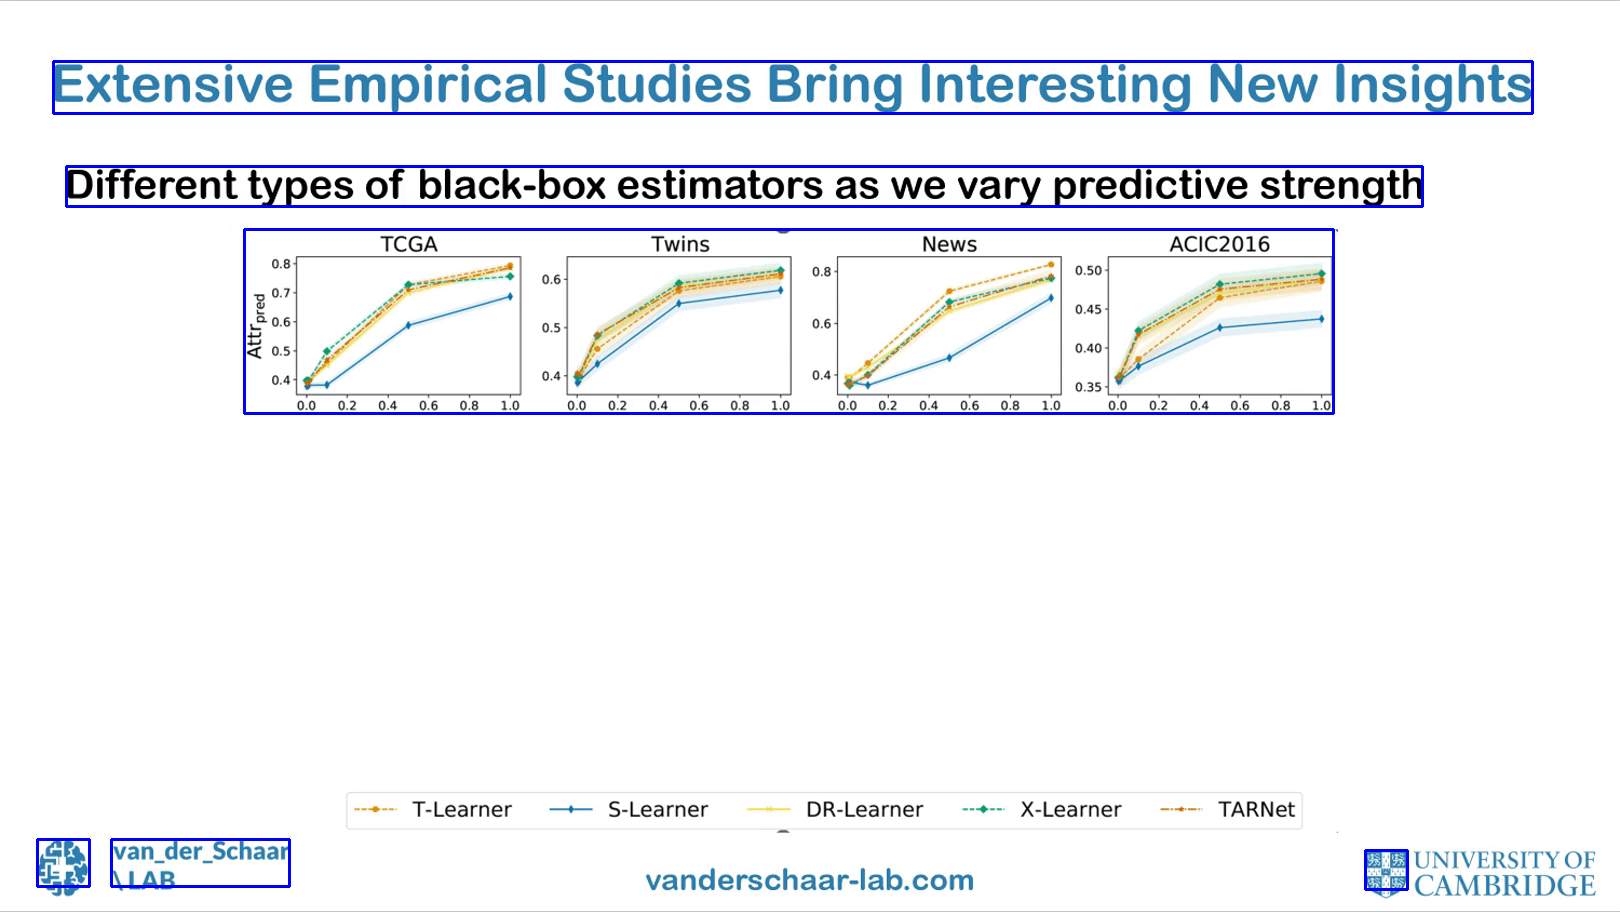 Extensive Empirical Studies Bring Interesting New Insights
Different types of black-box estimators as we vary predictive strength
TCGA Twins News ACIC2016
Attr_pred
0.8 0.7 0.6 0.5 0.4
0.0 0.2 0.4 0.6 0.8 1.0
0.6 0.5 0.4
0.0 0.2 0.4 0.6 0.8 1.0
0.8 0.6 0.4
0.0 0.2 0.4 0.6 0.8 1.0
0.50 0.45 0.40 0.35
0.0 0.2 0.4 0.6 0.8 1.0
T-Learner S-Learner DR-Learner X-Learner TARNet
van_der_Schaar
\ LAB
vanderschaar-lab.com
UNIVERSITY OF
CAMBRIDGE